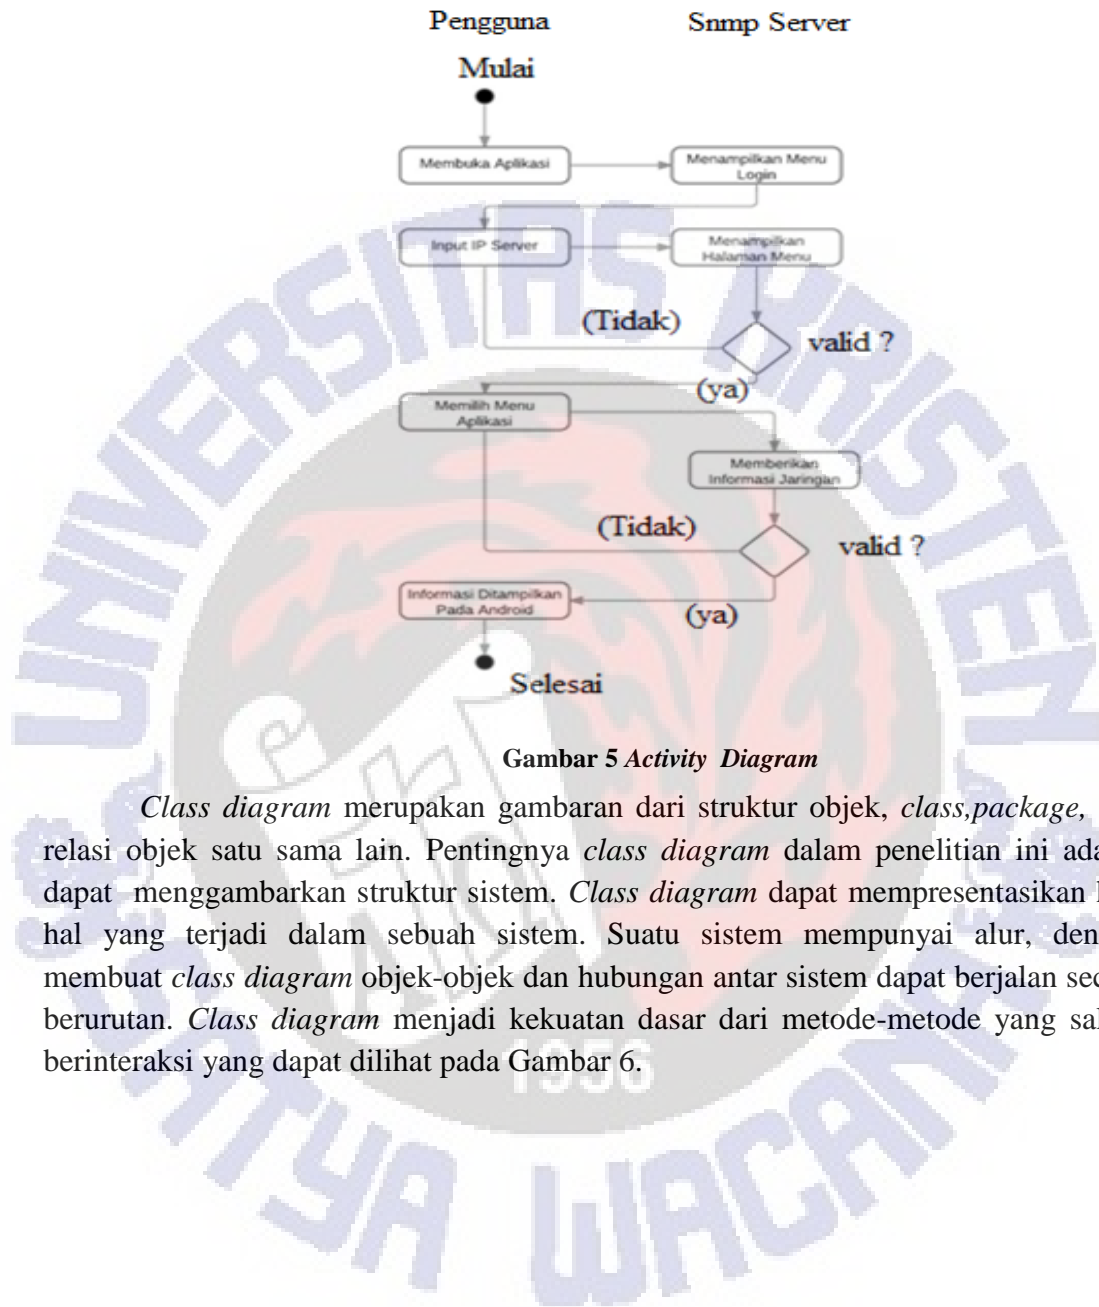 Pengguna Snmp Server
Mulai
Membuka Aplikasi
Menampilkan Menu
Login
Input IP Server
Menampilkan
Halaman Menu
(Tidak)
valid ?
(ya)
Memilih Menu
Aplikasi
Memberikan
Informasi Jaringan
(Tidak)
valid ?
Informasi Ditampilkan
Pada Android
(ya)
Selesai
Gambar 5 Activity Diagram
Class diagram merupakan gambaran dari struktur objek, class,package,
relasi objek satu sama lain. Pentingnya class diagram dalam penelitian ini ada
dapat menggambarkan struktur sistem. Class diagram dapat mempresentasikan
hal yang terjadi dalam sebuah sistem. Suatu sistem mempunyai alur, den
membuat class diagram objek-objek dan hubungan antar sistem dapat berjalan sec
berurutan. Class diagram menjadi kekuatan dasar dari metode-metode yang sal
berinteraksi yang dapat dilihat pada Gambar 6.
UNIVERSITAS KRISTEN
SATYA WACANA
1956